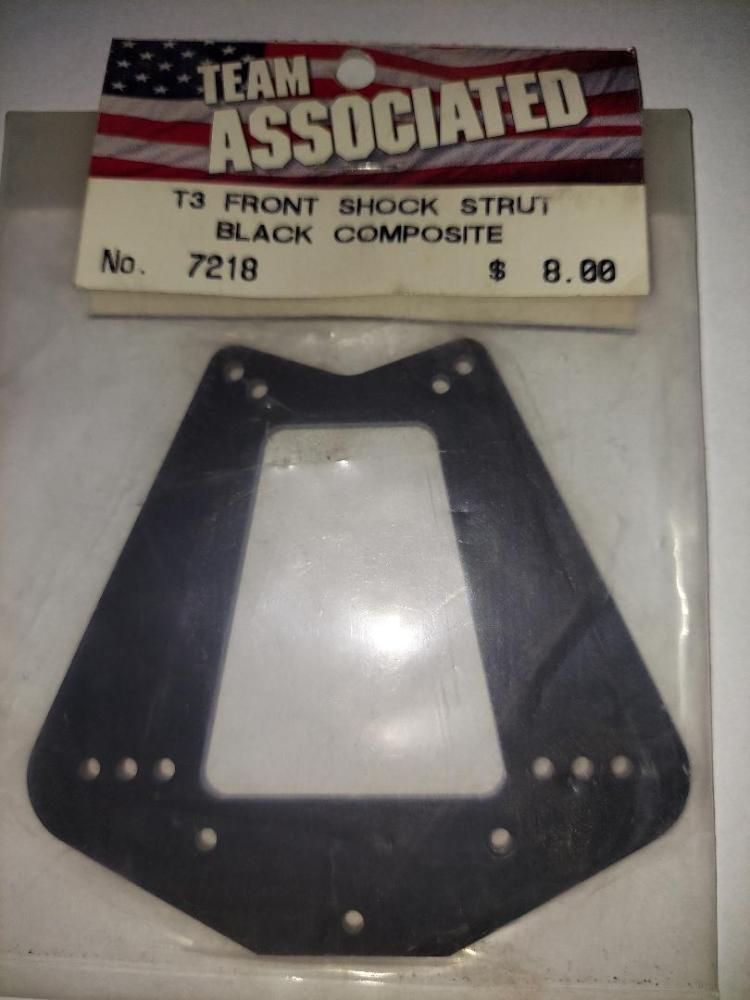 TEAM
ASSOCIATED
T3 FRONT SHOCK STRUT
BLACK COMPOSITE
No. 7218 $ 8.00